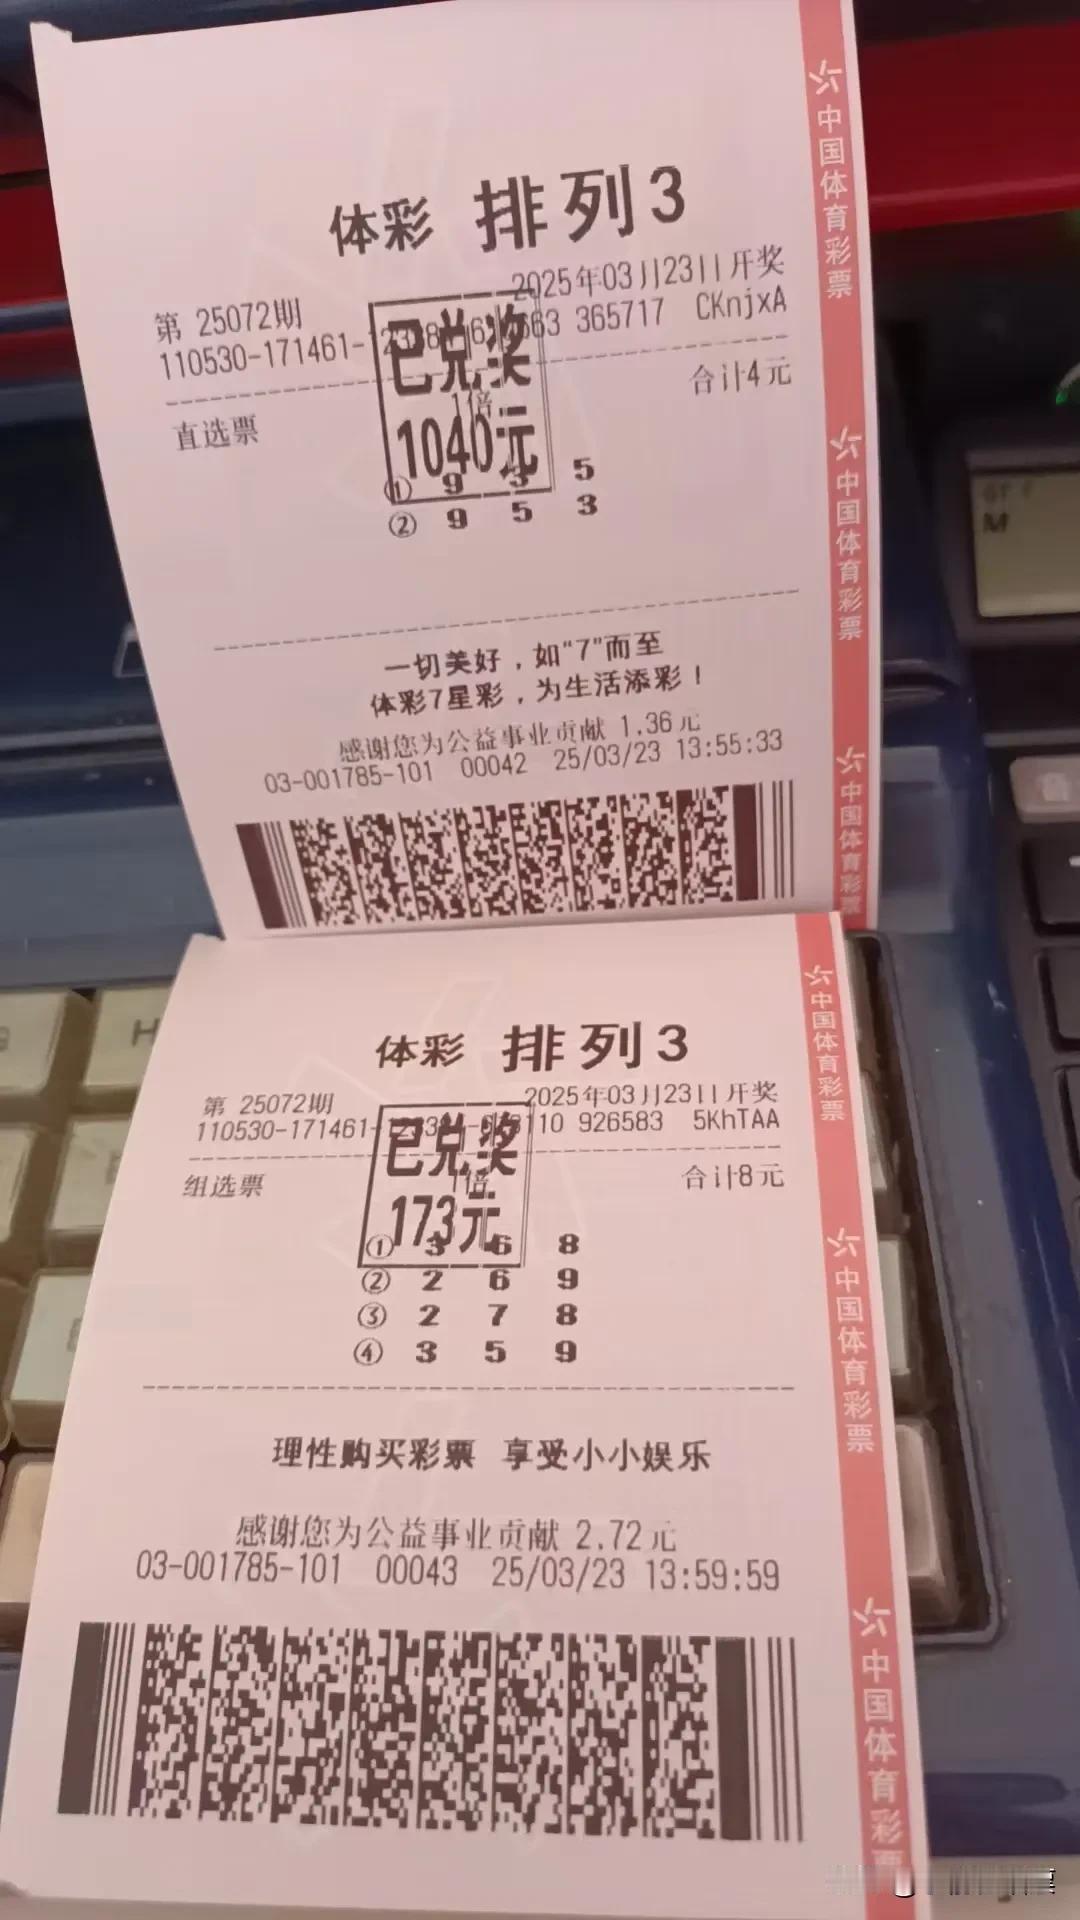 体彩 排列3
第 25072期 2025年03月23日开奖
110530-171461- 365717 CKnjxA
直选票 1倍 合计4元
已兑奖
1040元
① 9 3 5
② 9 5 3
一切美好，如“7”而至
体彩7星彩，为生活添彩！
感谢您为公益事业贡献 1.36元
03-001785-101 00042 25/03/23 13:55:33
中国体育彩票
中国体育彩票
中国体育彩票
体彩 排列3
第 25072期 2025年03月23日开奖
110530-171461- 926583 5KhTAA
组选票 1倍 合计8元
已兑奖
173元
① 3 6 8
② 2 6 9
③ 2 7 8
④ 3 5 9
理性购买彩票 享受小小娱乐
感谢您为公益事业贡献 2.72元
03-001785-101 00043 25/03/23 13:59:59
中国体育彩票
中国体育彩票
中国体育彩票
M
H